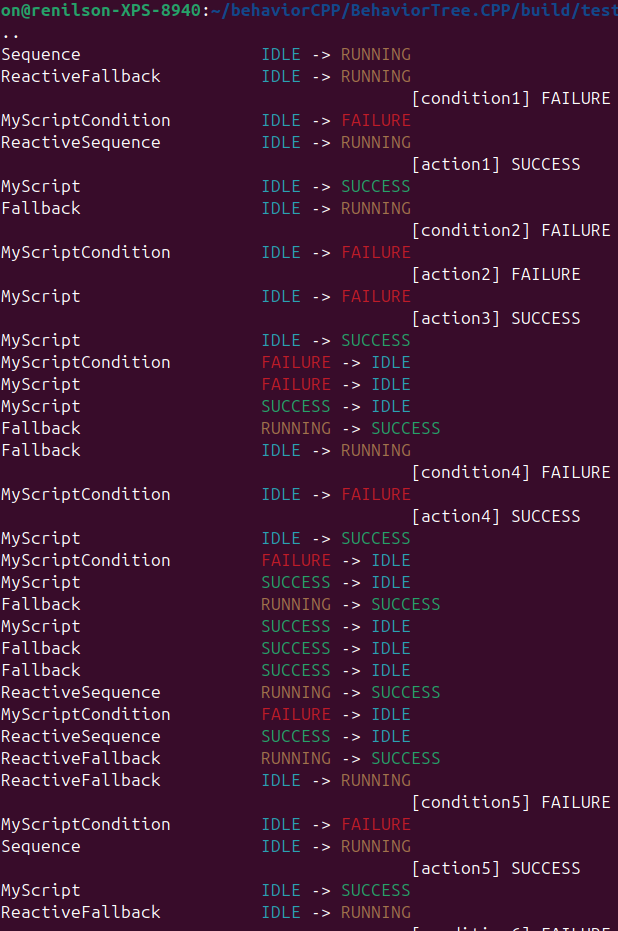 on@renilson-XPS-8940:~/behaviorCPP/BehaviorTree.CPP/build/test
..
Sequence IDLE -> RUNNING
ReactiveFallback IDLE -> RUNNING
[condition1] FAILURE
MyScriptCondition IDLE -> FAILURE
ReactiveSequence IDLE -> RUNNING
[action1] SUCCESS
MyScript IDLE -> SUCCESS
Fallback IDLE -> RUNNING
[condition2] FAILURE
MyScriptCondition IDLE -> FAILURE
[action2] FAILURE
MyScript IDLE -> FAILURE
[action3] SUCCESS
MyScript IDLE -> SUCCESS
MyScriptCondition FAILURE -> IDLE
MyScript FAILURE -> IDLE
MyScript SUCCESS -> IDLE
Fallback RUNNING -> SUCCESS
Fallback IDLE -> RUNNING
[condition4] FAILURE
MyScriptCondition IDLE -> FAILURE
[action4] SUCCESS
MyScript IDLE -> SUCCESS
MyScriptCondition FAILURE -> IDLE
MyScript SUCCESS -> IDLE
Fallback RUNNING -> SUCCESS
MyScript SUCCESS -> IDLE
Fallback SUCCESS -> IDLE
Fallback SUCCESS -> IDLE
ReactiveSequence RUNNING -> SUCCESS
MyScriptCondition FAILURE -> IDLE
ReactiveSequence SUCCESS -> IDLE
ReactiveFallback RUNNING -> SUCCESS
ReactiveFallback IDLE -> RUNNING
[condition5] FAILURE
MyScriptCondition IDLE -> FAILURE
Sequence IDLE -> RUNNING
[action5] SUCCESS
MyScript IDLE -> SUCCESS
ReactiveFallback IDLE -> RUNNING
[condition6] FAILURE